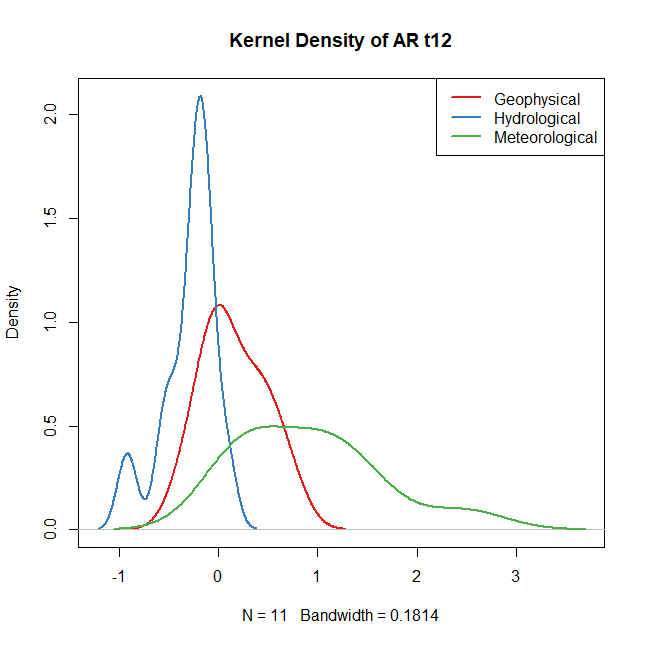 Kernel Density of AR t12
Geophysical
Hydrological
Meteorological
Density
2.0
1.5
1.0
0.5
0.0
-1 0 1 2 3
N = 11 Bandwidth = 0.1814